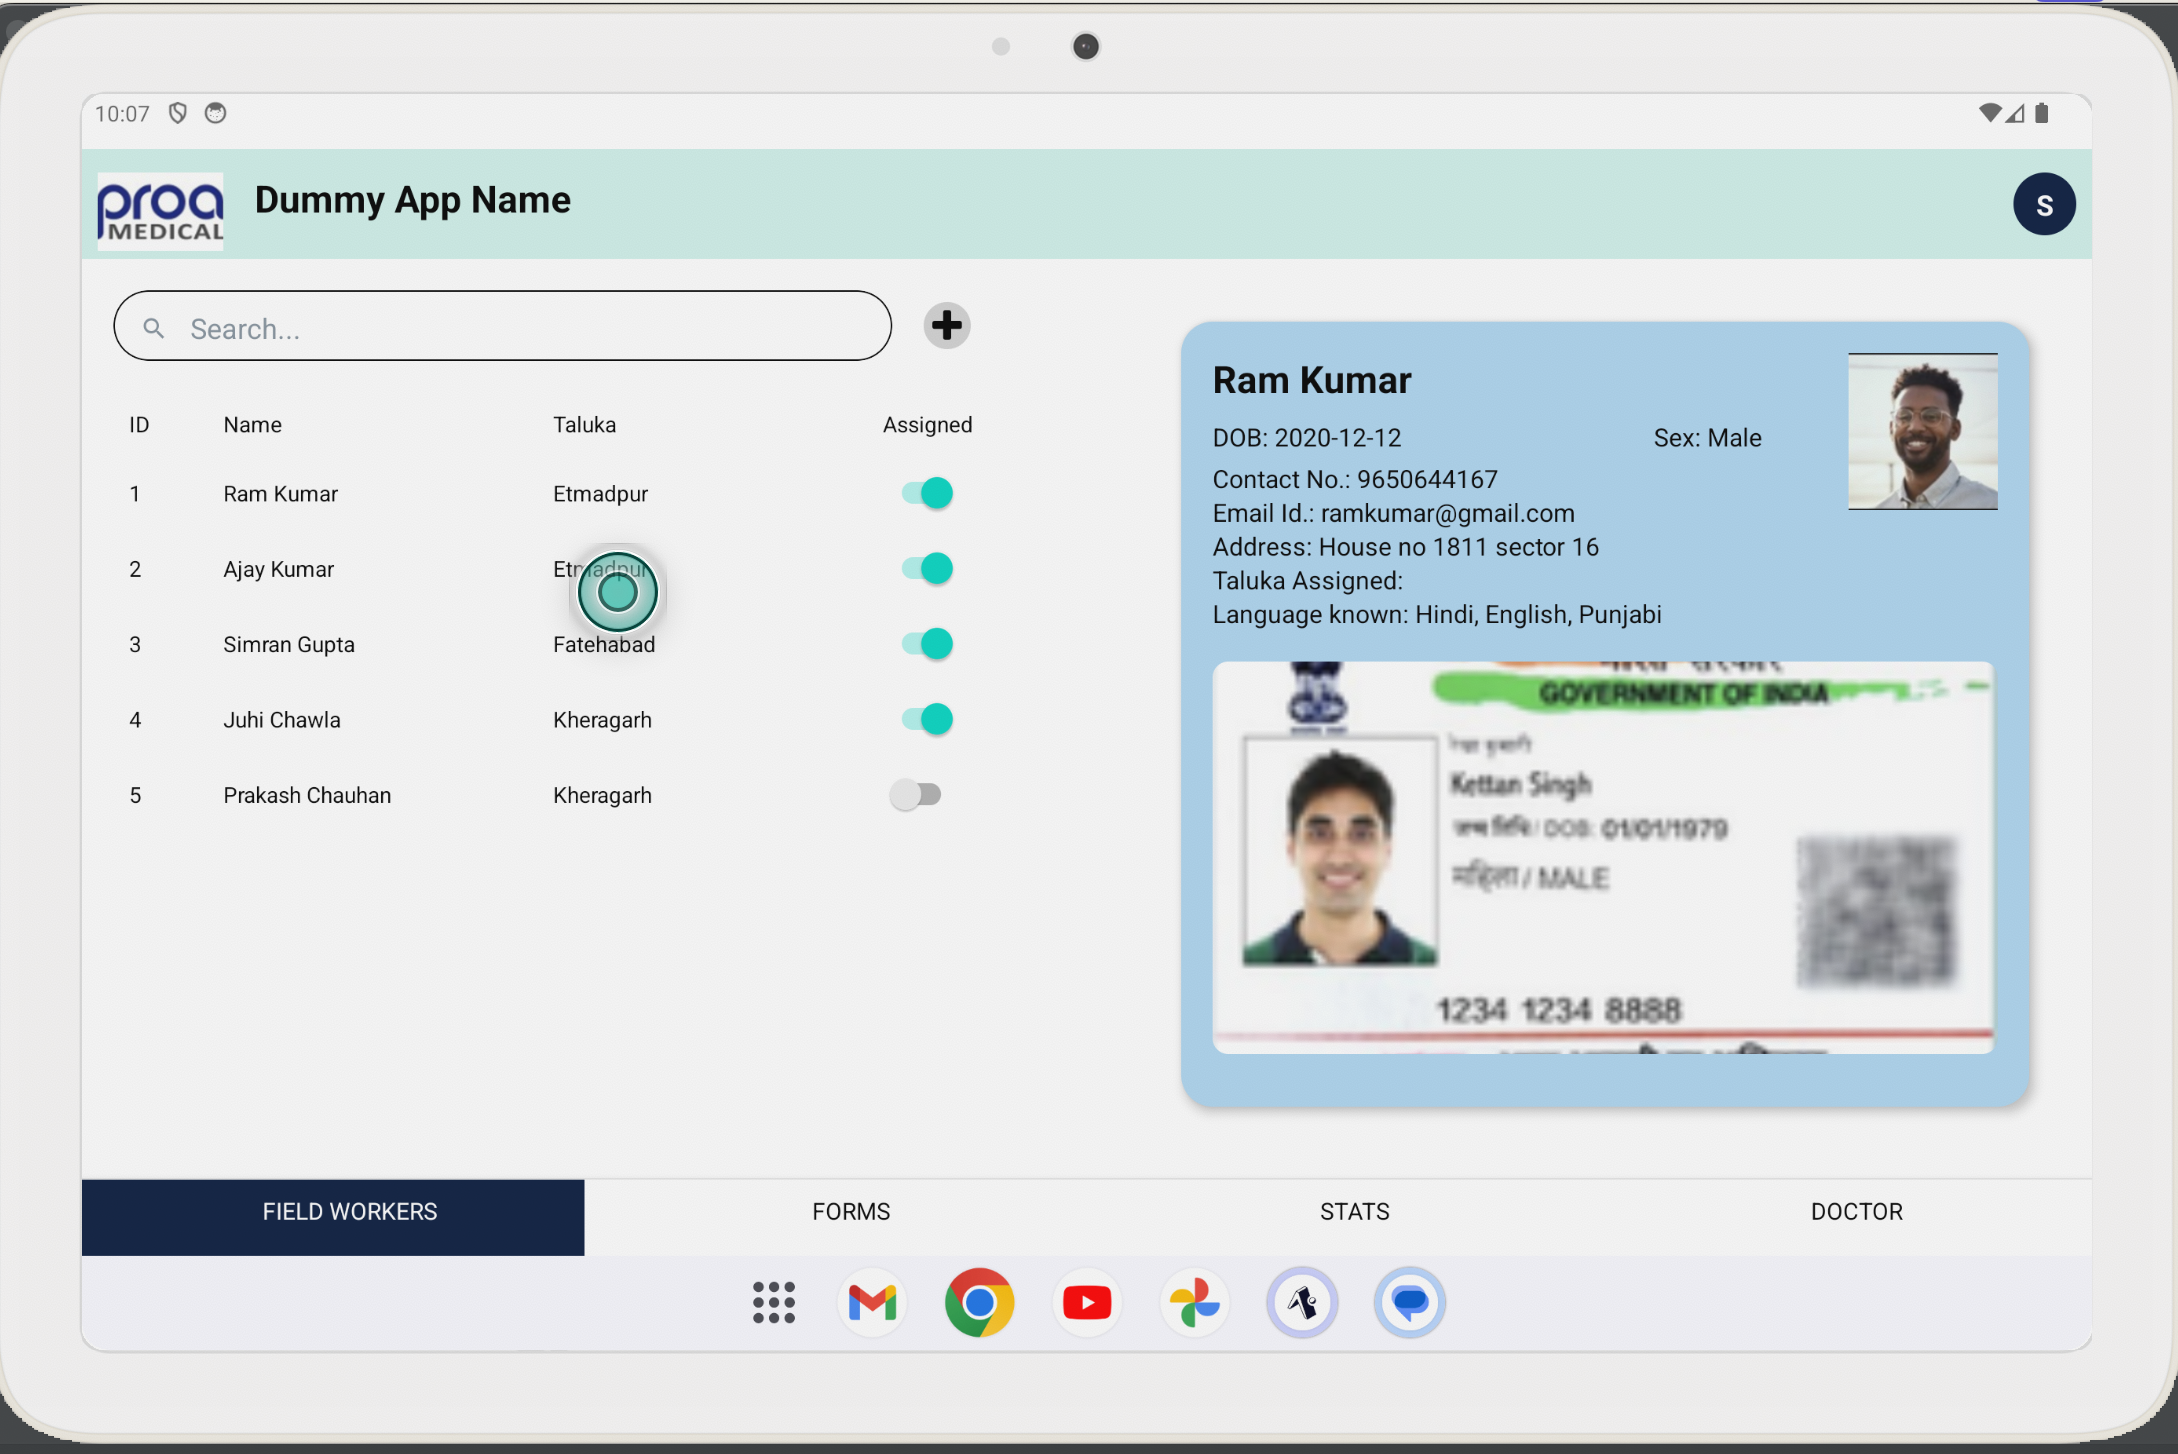 10:07
proa
MEDICAL
Dummy App Name
S
Search...
ID Name Taluka Assigned
1 Ram Kumar Etmadpur
2 Ajay Kumar Etmadpur
3 Simran Gupta Fatehabad
4 Juhi Chawla Kheragarh
5 Prakash Chauhan Kheragarh
Ram Kumar
DOB: 2020-12-12 Sex: Male
Contact No.: 9650644167
Email Id.: ramkumar@gmail.com
Address: House no 1811 sector 16
Taluka Assigned:
Language known: Hindi, English, Punjabi
GOVERNMENT OF INDIA
Kettan Singh
जन्म तिथि / DOB: 01/01/1979
महिला / MALE
1234 1234 8888
FIELD WORKERS FORMS STATS DOCTOR